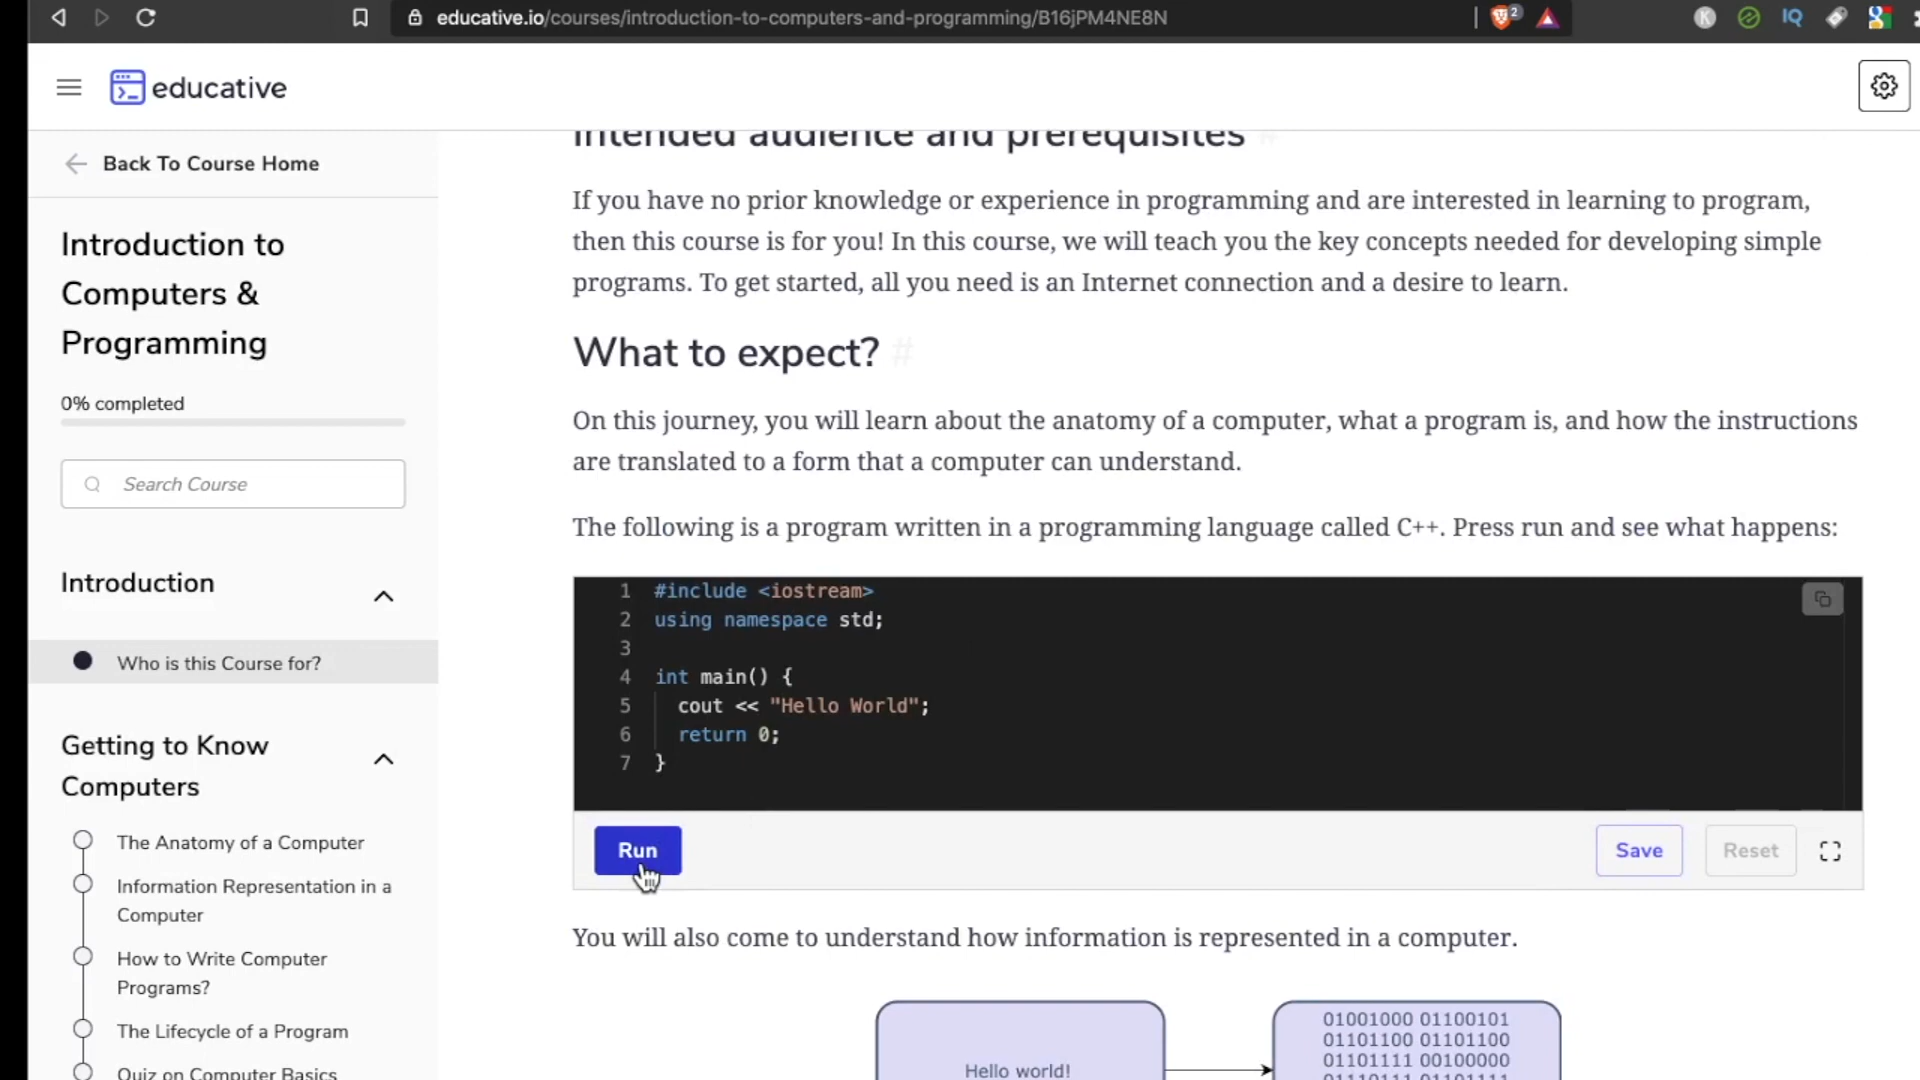 educative.io/courses/introduction-to-computers-and-programming/B16jPM4NE8N
2
K
IQ
educative
Back To Course Home
Introduction to
Computers &
Programming
0% completed
Search Course
Introduction
Who is this Course for?
Getting to Know
Computers
The Anatomy of a Computer
Information Representation in a
Computer
How to Write Computer
Programs?
The Lifecycle of a Program
Quiz on Computer Basics
Intended audience and prerequisites #
If you have no prior knowledge or experience in programming and are interested in learning to program,
then this course is for you! In this course, we will teach you the key concepts needed for developing simple
programs. To get started, all you need is an Internet connection and a desire to learn.
What to expect? #
On this journey, you will learn about the anatomy of a computer, what a program is, and how the instructions
are translated to a form that a computer can understand.
The following is a program written in a programming language called C++. Press run and see what happens:
1 #include <iostream>
2 using namespace std;
3
4 int main() {
5 cout << "Hello World";
6 return 0;
7 }
Run
Save
Reset
You will also come to understand how information is represented in a computer.
Hello world!
01001000 01100101
01101100 01101100
01101111 00100000
01110111 01101111